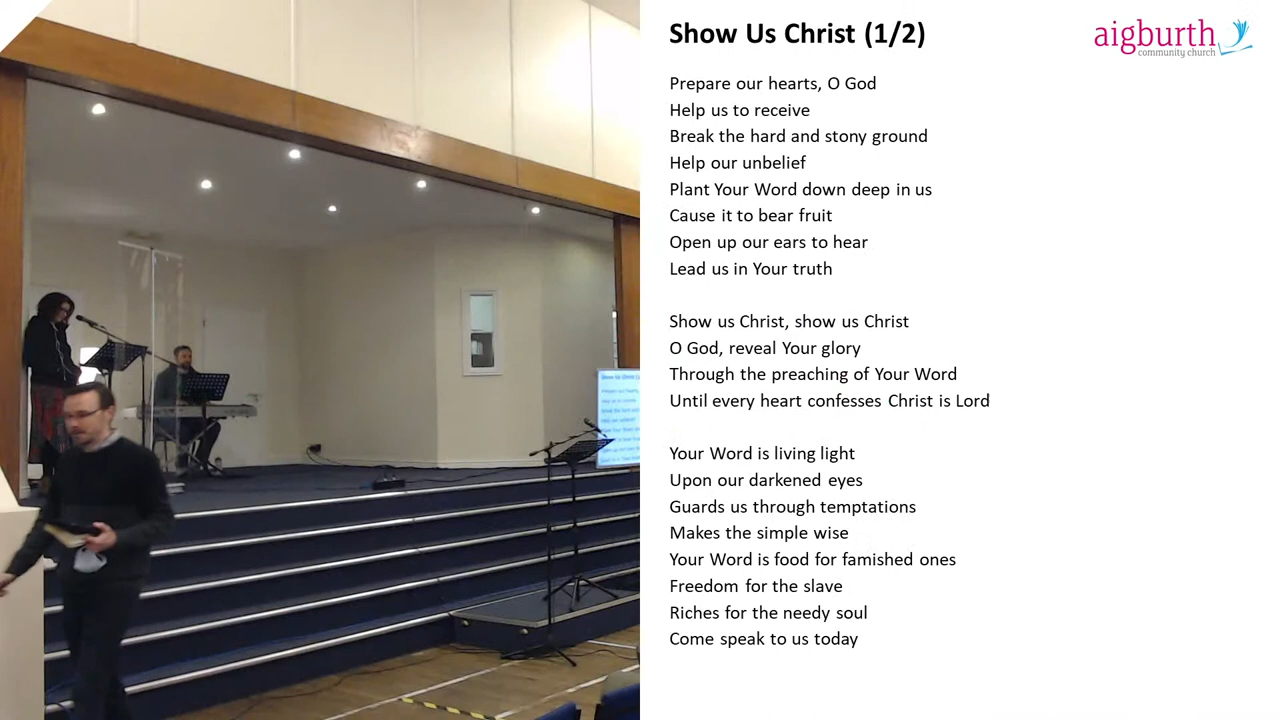 Show Us Christ (1/2)
aigburth
community church
Prepare our hearts, O God
Help us to receive
Break the hard and stony ground
Help our unbelief
Plant Your Word down deep in us
Cause it to bear fruit
Open up our ears to hear
Lead us in Your truth
Show us Christ, show us Christ
O God, reveal Your glory
Through the preaching of Your Word
Until every heart confesses Christ is Lord
Your Word is living light
Upon our darkened eyes
Guards us through temptations
Makes the simple wise
Your Word is food for famished ones
Freedom for the slave
Riches for the needy soul
Come speak to us today